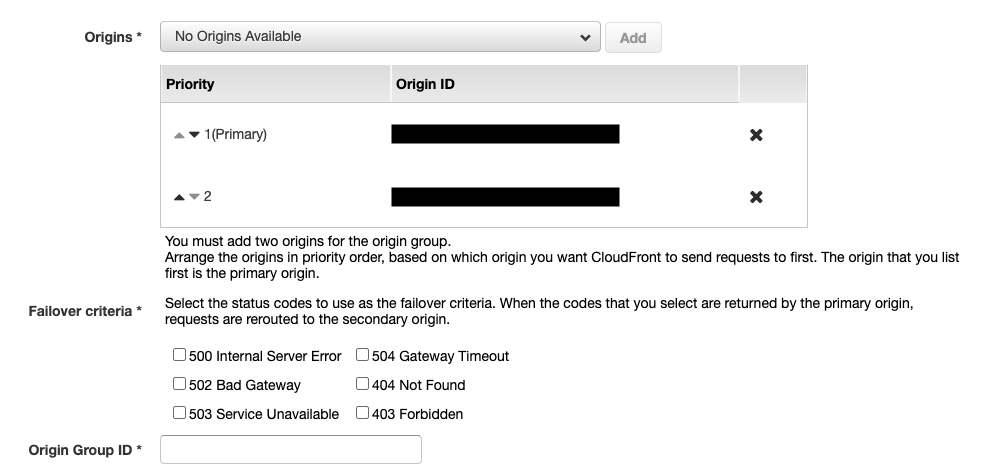 Origins * No Origins Available Add
Priority Origin ID
1(Primary)
2
You must add two origins for the origin group.
Arrange the origins in priority order, based on which origin you want CloudFront to send requests to first. The origin that you list
first is the primary origin.
Failover criteria * Select the status codes to use as the failover criteria. When the codes that you select are returned by the primary origin,
requests are rerouted to the secondary origin.
500 Internal Server Error 504 Gateway Timeout
502 Bad Gateway 404 Not Found
503 Service Unavailable 403 Forbidden
Origin Group ID *